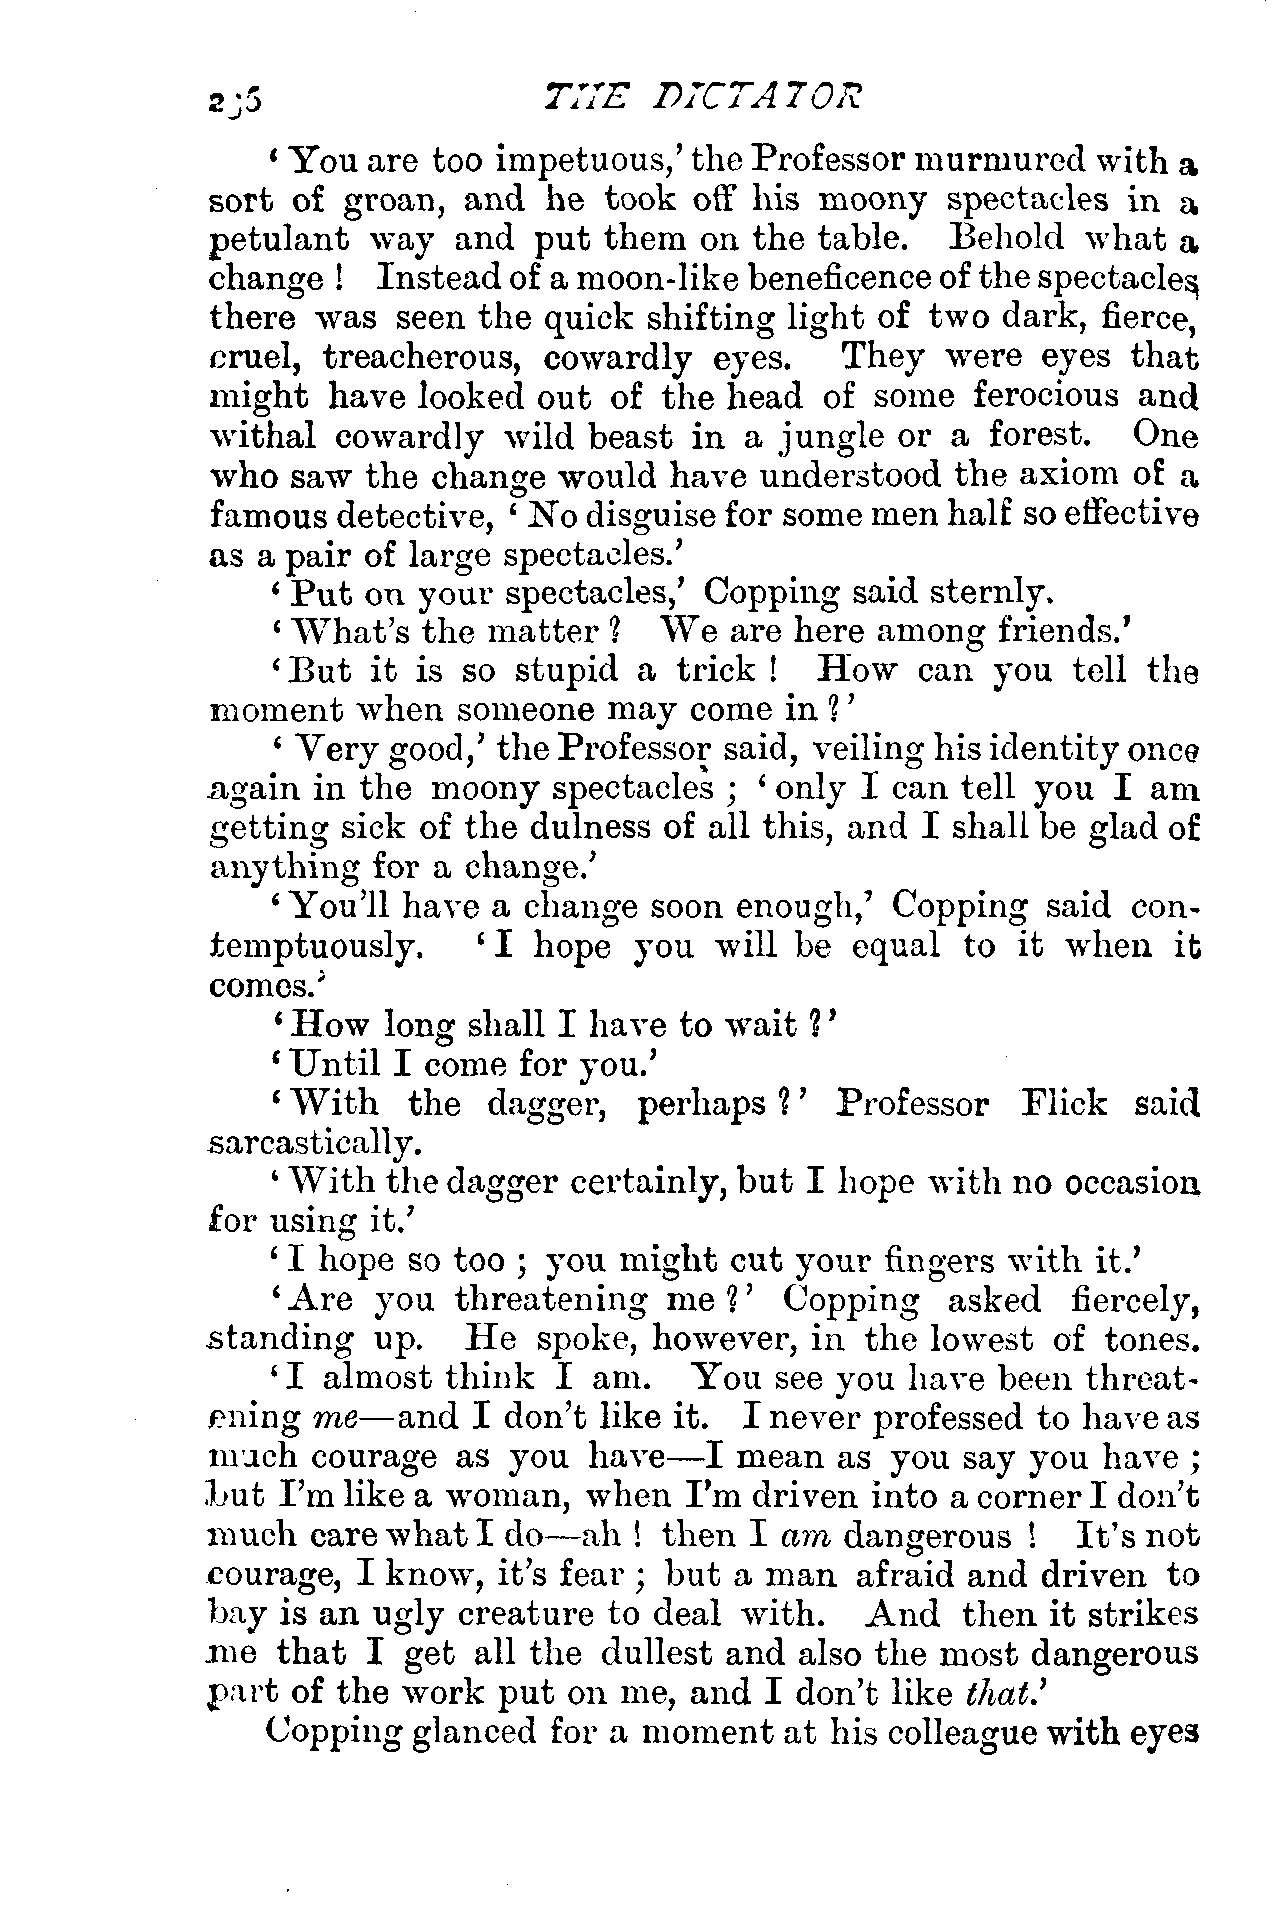 236 THE DICTATOR
‘You are too impetuous,’ the Professor murmured with a
sort of groan, and he took off his moony spectacles in a
petulant way and put them on the table. Behold what a
change! Instead of a moon-like beneficence of the spectacles
there was seen the quick shifting light of two dark, fierce,
cruel, treacherous, cowardly eyes. They were eyes that
might have looked out of the head of some ferocious and
withal cowardly wild beast in a jungle or a forest. One
who saw the change would have understood the axiom of a
famous detective, ‘No disguise for some men half so effective
as a pair of large spectacles.’
‘Put on your spectacles,’ Copping said sternly.
‘What's the matter? We are here among friends.’
‘But it is so stupid a trick! How can you tell the
moment when someone may come in?’
‘Very good,’ the Professor said, veiling his identity once
again in the moony spectacles; ‘only I can tell you I am
getting sick of the dulness of all this, and I shall be glad of
anything for a change.’
‘You'll have a change soon enough,’ Copping said con-
temptuously. ‘I hope you will be equal to it when it
comes.’
‘How long shall I have to wait?’
‘Until I come for you.’
‘With the dagger, perhaps?’ Professor Flick said
sarcastically.
‘With the dagger certainly, but I hope with no occasion
for using it.’
‘I hope so too; you might cut your fingers with it.’
‘Are you threatening me?’ Copping asked fiercely,
standing up. He spoke, however, in the lowest of tones.
‘I almost think I am. You see you have been threat-
ening me—and I don't like it. I never professed to have as
much courage as you have—I mean as you say you have;
but I'm like a woman, when I'm driven into a corner I don't
much care what I do—ah! then I am dangerous! It's not
courage, I know, it's fear; but a man afraid and driven to
bay is an ugly creature to deal with. And then it strikes
me that I get all the dullest and also the most dangerous
part of the work put on me, and I don't like that.’
Copping glanced for a moment at his colleague with eyes